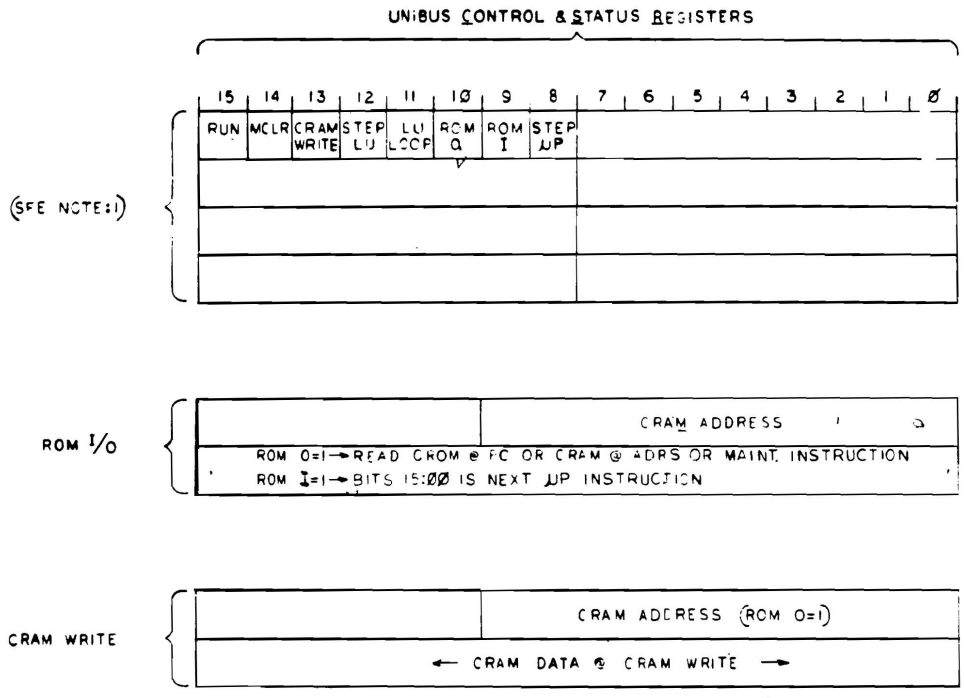 UNIBUS CONTROL & STATUS REGISTERS
15 14 13 12 11 10 9 8 7 6 5 4 3 2 1 0
RUN MCLR CRAM STEP LU ROM ROM STEP
WRITE LU LOOP O I µP
(SEE NOTE:1)
CRAM ADDRESS
ROM I/O
ROM O=1→READ CROM @ PC OR CRAM @ ADRS OR MAINT. INSTRUCTION
ROM I=1→BITS 15:00 IS NEXT µP INSTRUCTION
CRAM ADDRESS (ROM O=1)
CRAM WRITE
← CRAM DATA @ CRAM WRITE →